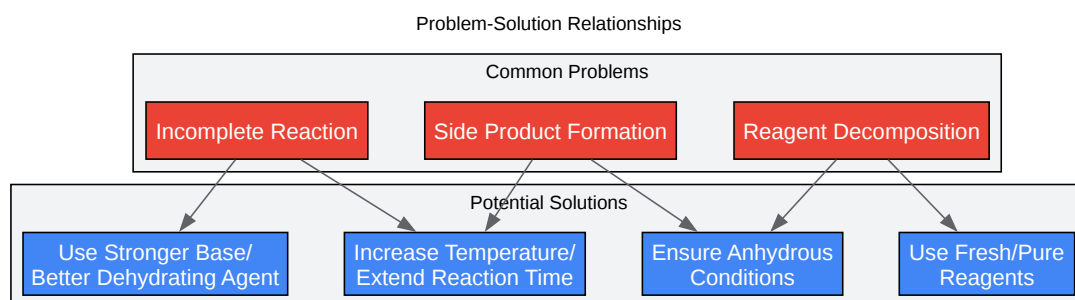 Problem-Solution Relationships
Common Problems
Incomplete Reaction
Side Product Formation
Reagent Decomposition
Potential Solutions
Use Stronger Base/
Better Dehydrating Agent
Increase Temperature/
Extend Reaction Time
Ensure Anhydrous
Conditions
Use Fresh/Pure
Reagents